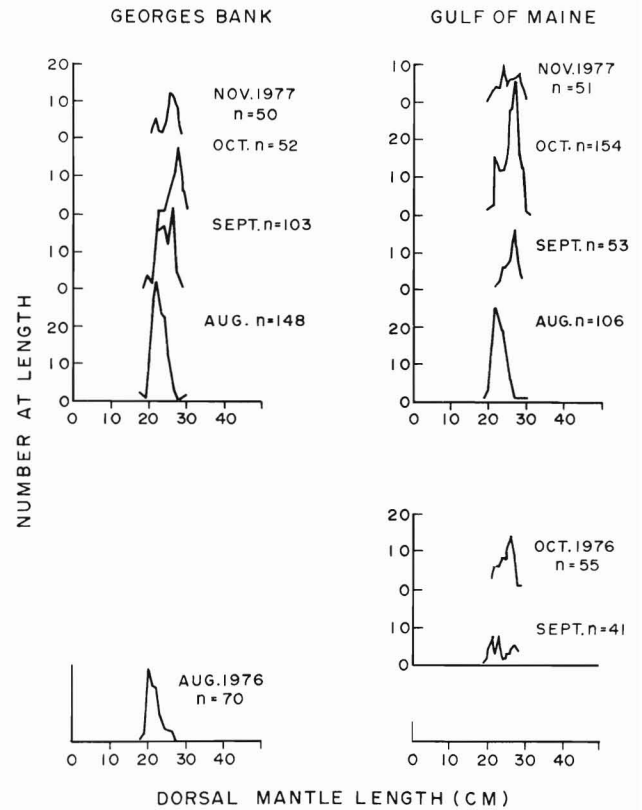 GEORGES BANK
GULF OF MAINE
NUMBER AT LENGTH
20
10
0
NOV.1977
n=50
10
0
OCT. n=52
10
0
SEPT. n=103
20
10
0
AUG. n=148
0 10 20 30 40
AUG.1976
n=70
0 10 20 30 40
10
0
NOV.1977
n=51
20
10
0
OCT. n=154
10
0
SEPT. n=53
20
10
0
AUG. n=106
0 10 20 30 40
20
10
0
OCT.1976
n=55
10
0
SEPT. n=41
0 10 20 30 40
DORSAL MANTLE LENGTH (CM)